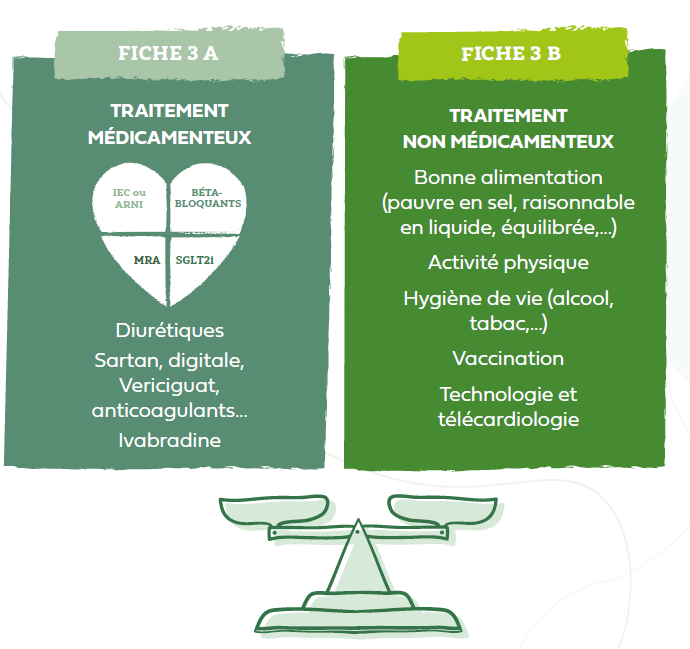 FICHE 3 A
TRAITEMENT
MÉDICAMENTEUX
IEC ou
ARNI
BÉTA-
BLOQUANTS
MRA
SGLT2i
Diurétiques
Sartan, digitale,
Vericiguat,
anticoagulants...
Ivabradine
FICHE 3 B
TRAITEMENT
NON MÉDICAMENTEUX
Bonne alimentation
(pauvre en sel, raisonnable
en liquide, équilibrée,...)
Activité physique
Hygiène de vie (alcool,
tabac,...)
Vaccination
Technologie et
télécardiologie